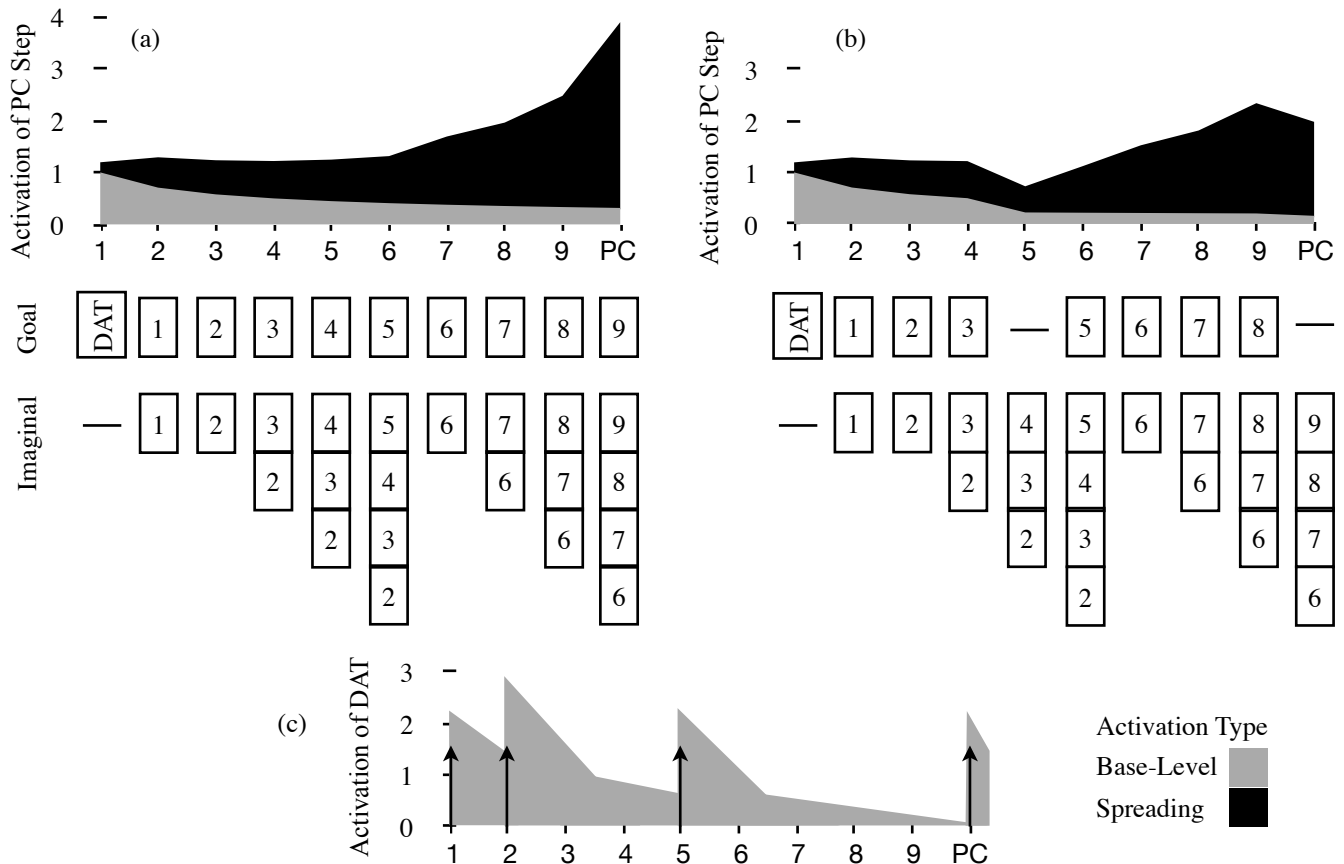 (a)
Activation of PC Step
4
3
2
1
0
1 2 3 4 5 6 7 8 9 PC
Goal
DAT 1 2 3 4 5 6 7 8 9
Imaginal
— 1 2 3 4 5 6 7 8 9
2 3 4 6 7 8
2 3 6 7
2 6
(b)
Activation of PC Step
3
2
1
0
1 2 3 4 5 6 7 8 9 PC
DAT 1 2 3 — 5 6 7 8 —
— 1 2 3 4 5 6 7 8 9
2 3 4 6 7 8
2 3 6 7
2 6
(c)
Activation of DAT
3
2
1
0
1 2 3 4 5 6 7 8 9 PC
Activation Type
Base-Level
Spreading